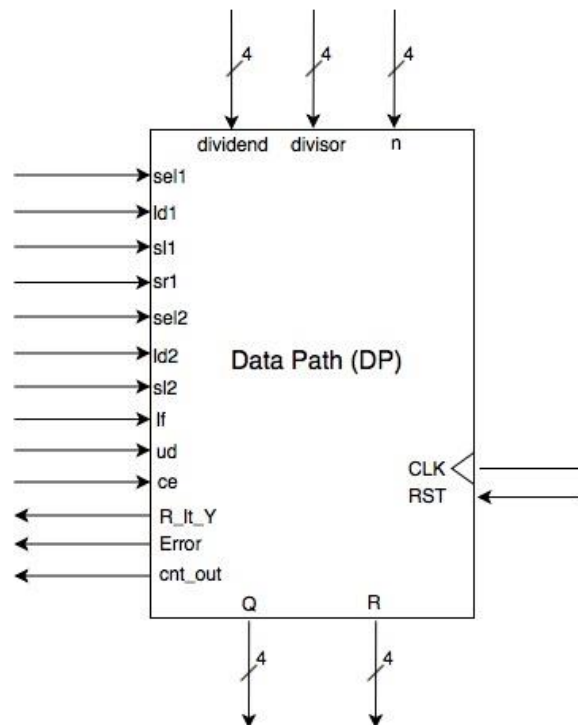 4 4 4
dividend divisor n
sel1
ld1
sl1
sr1
sel2
ld2
sl2
lf
ud
ce
R_lt_Y
Error
cnt_out
Data Path (DP)
CLK
RST
Q R
4 4